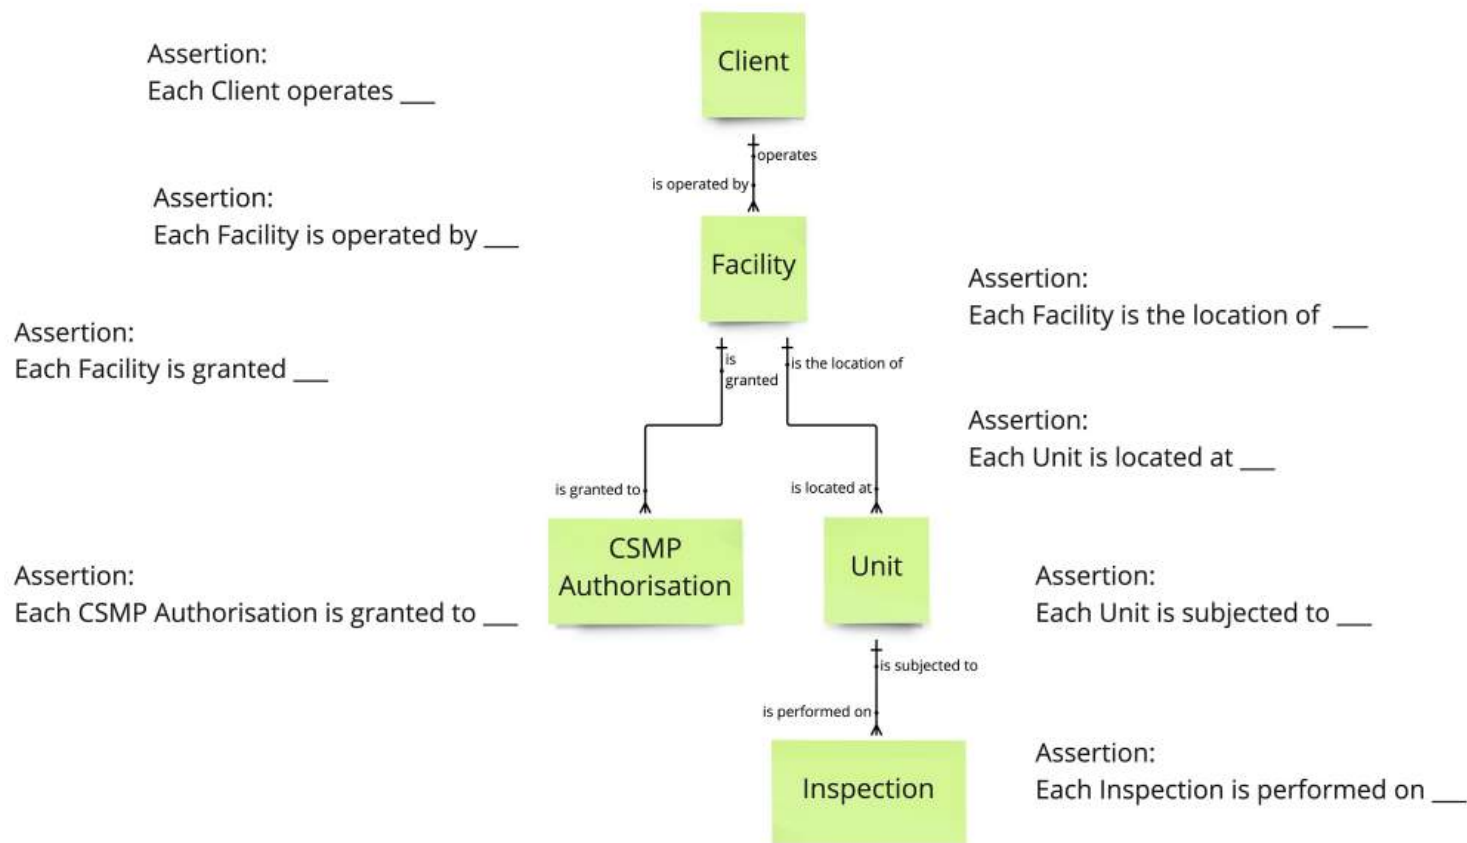 Client
Assertion:
Each Client operates ___
operates
is operated by
Assertion:
Each Facility is operated by ___
Facility
Assertion:
Each Facility is the location of ___
Assertion:
Each Facility is granted ___
is
granted
is the location of
Assertion:
Each Unit is located at ___
is granted to
is located at
CSMP
Authorisation
Unit
Assertion:
Each CSMP Authorisation is granted to ___
Assertion:
Each Unit is subjected to ___
is subjected to
is performed on
Inspection
Assertion:
Each Inspection is performed on ___